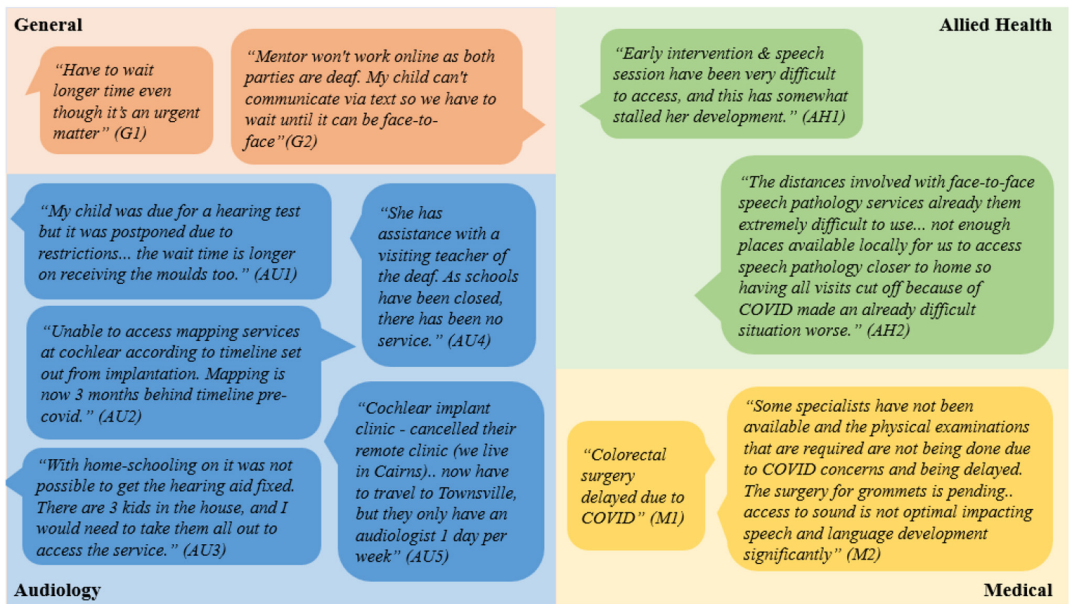 General
“Have to wait
longer time even
though it’s an urgent
matter” (G1)
“Mentor won't work online as both
parties are deaf. My child can't
communicate via text so we have to
wait until it can be face-to-
face”(G2)
Allied Health
“Early intervention & speech
session have been very difficult
to access, and this has somewhat
stalled her development.” (AH1)
“The distances involved with face-to-face
speech pathology services already them
extremely difficult to use... not enough
places available locally for us to access
speech pathology closer to home so
having all visits cut off because of
COVID made an already difficult
situation worse.” (AH2)
“My child was due for a hearing test
but it was postponed due to
restrictions... the wait time is longer
on receiving the moulds too.” (AU1)
“She has
assistance with a
visiting teacher of
the deaf. As schools
have been closed,
there has been no
service.” (AU4)
“Unable to access mapping services
at cochlear according to timeline set
out from implantation. Mapping is
now 3 months behind timeline pre-
covid.” (AU2)
“Cochlear implant
clinic - cancelled their
remote clinic (we live
in Cairns).. now have
to travel to Townsville,
but they only have an
audiologist 1 day per
week” (AU5)
“With home-schooling on it was not
possible to get the hearing aid fixed.
There are 3 kids in the house, and I
would need to take them all out to
access the service.” (AU3)
Audiology
“Colorectal
surgery
delayed due to
COVID” (M1)
“Some specialists have not been
available and the physical examinations
that are required are not being done due
to COVID concerns and being delayed.
The surgery for grommets is pending..
access to sound is not optimal impacting
speech and language development
significantly” (M2)
Medical